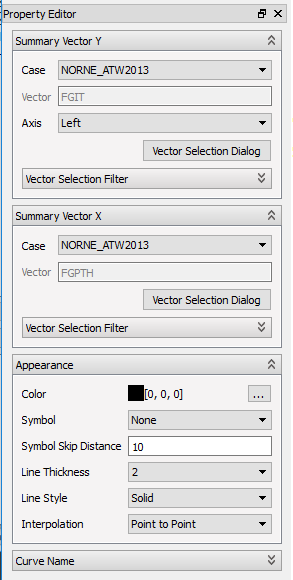 Property Editor
Summary Vector Y
Case NORNE_ATW2013
Vector FGIT
Axis Left
Vector Selection Dialog
Vector Selection Filter
Summary Vector X
Case NORNE_ATW2013
Vector FGPTH
Vector Selection Dialog
Vector Selection Filter
Appearance
Color [0, 0, 0] ...
Symbol None
Symbol Skip Distance 10
Line Thickness 2
Line Style Solid
Interpolation Point to Point
Curve Name